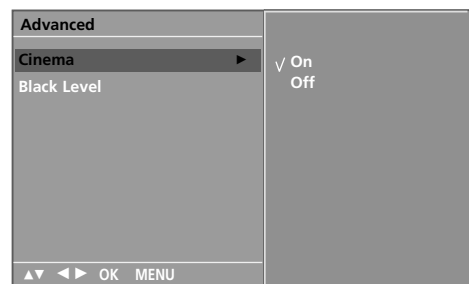 Advanced
Cinema ►
Black Level
√ On
Off
▲▼ ◄ ► OK MENU